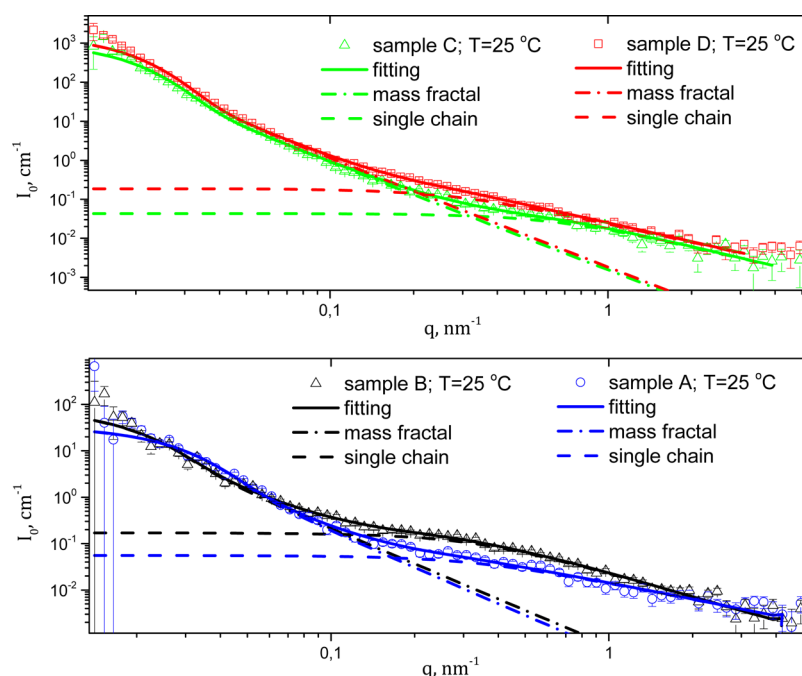 10³
10²
10¹
10⁰
10⁻¹
10⁻²
10⁻³
I₀, cm⁻¹
sample C; T=25 °C
sample D; T=25 °C
fitting
fitting
mass fractal
mass fractal
single chain
single chain
0,1
1
q, nm⁻¹
10²
10¹
10⁰
10⁻¹
10⁻²
I₀, cm⁻¹
sample B; T=25 °C
sample A; T=25 °C
fitting
fitting
mass fractal
mass fractal
single chain
single chain
0,1
1
q, nm⁻¹